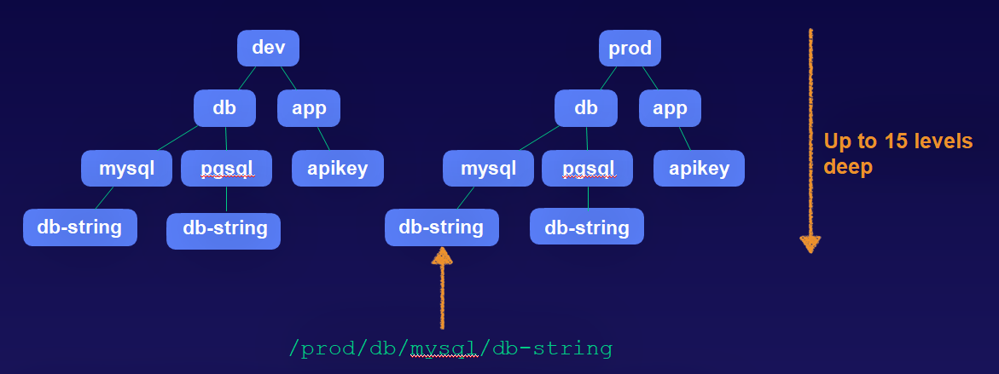 dev
prod
db
app
db
app
Up to 15 levels
deep
mysql
pgsql
apikey
mysql
pgsql
apikey
db-string
db-string
db-string
db-string
/prod/db/mysql/db-string